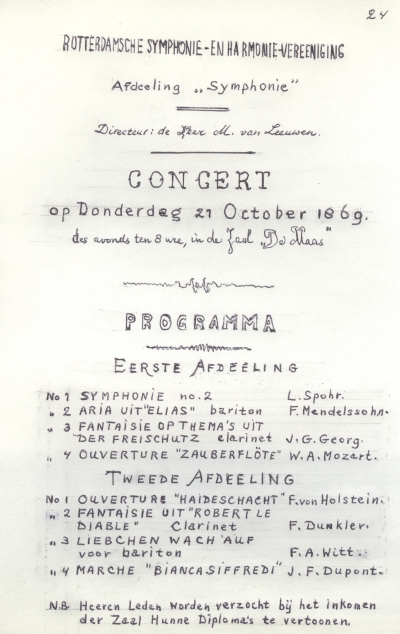 24
ROTTERDAMSCHE SYMPHONIE-EN HARMONIE-VEREENIGING
Afdeeling „Symphonie"
Directeur: de Heer M. van Leeuwen.
CONCERT
op Donderdag 21 October 1869.
des avonds ten 8 ure, in de Zaal „De Maas"
PROGRAMMA
EERSTE AFDEELING
No 1 SYMPHONIE no. 2 L. Spohr.
„ 2 ARIA UIT "ELIAS" bariton F. Mendelssohn.
„ 3 FANTAISIE OP THEMA'S UIT
"DER FREISCHUTZ clarinet J. G. Georg.
„ 4 OUVERTURE "ZAUBERFLÖTE" W. A. Mozart.
TWEEDE AFDEELING
No 1 OUVERTURE "HAIDESCHACHT" F. von Holstein.
„ 2 FANTAISIE UIT "ROBERT LE
DIABLE" Clarinet F. Dunkler.
„ 3 LIEBCHEN WACH AUF
voor bariton F. A. Witt.
„ 4 MARCHE "BIANCASIFFREDI" J. F. Dupont.
N.B Heeren Leden worden verzocht bij het inkomen
der Zaal Hunne Diploma's te vertoonen.